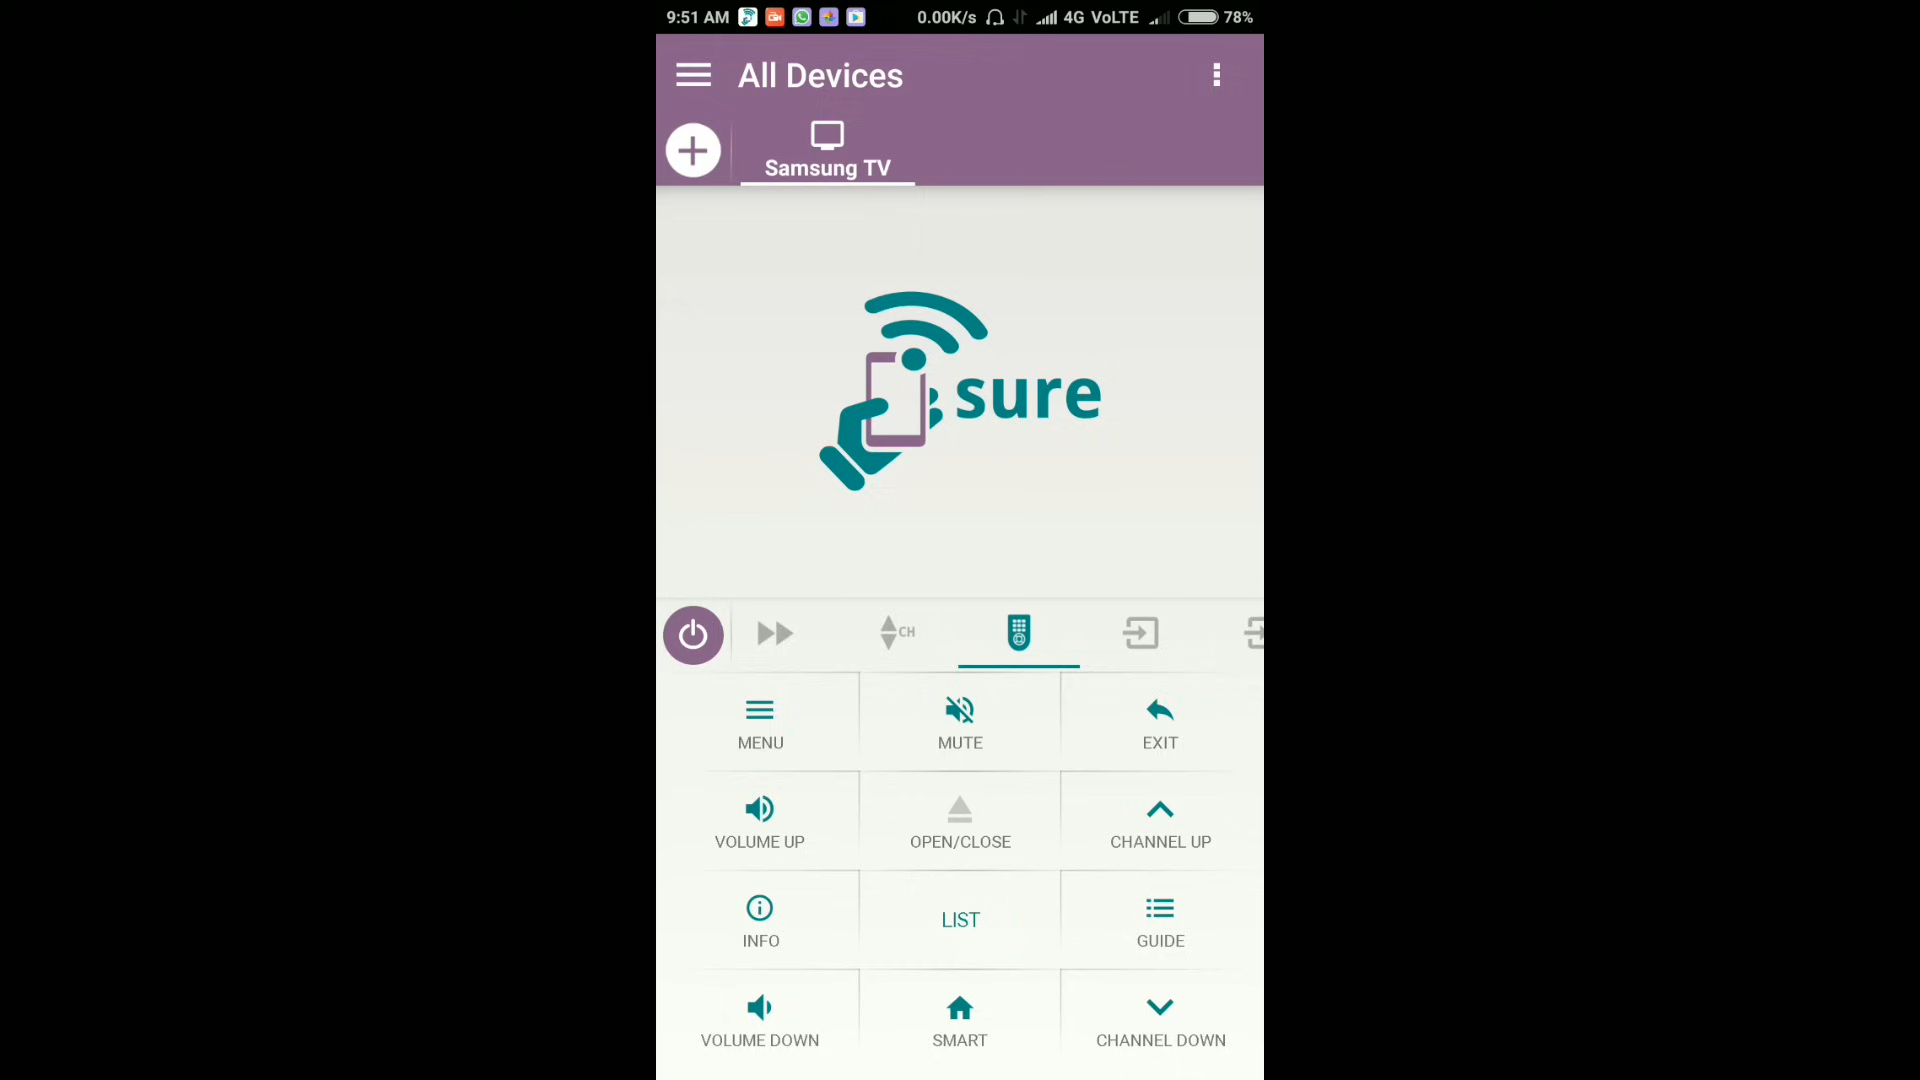 9:51 AM 0.00K/s 4G VoLTE 78%
All Devices
Samsung TV
sure
CH
MENU MUTE EXIT
VOLUME UP OPEN/CLOSE CHANNEL UP
INFO LIST GUIDE
VOLUME DOWN SMART CHANNEL DOWN